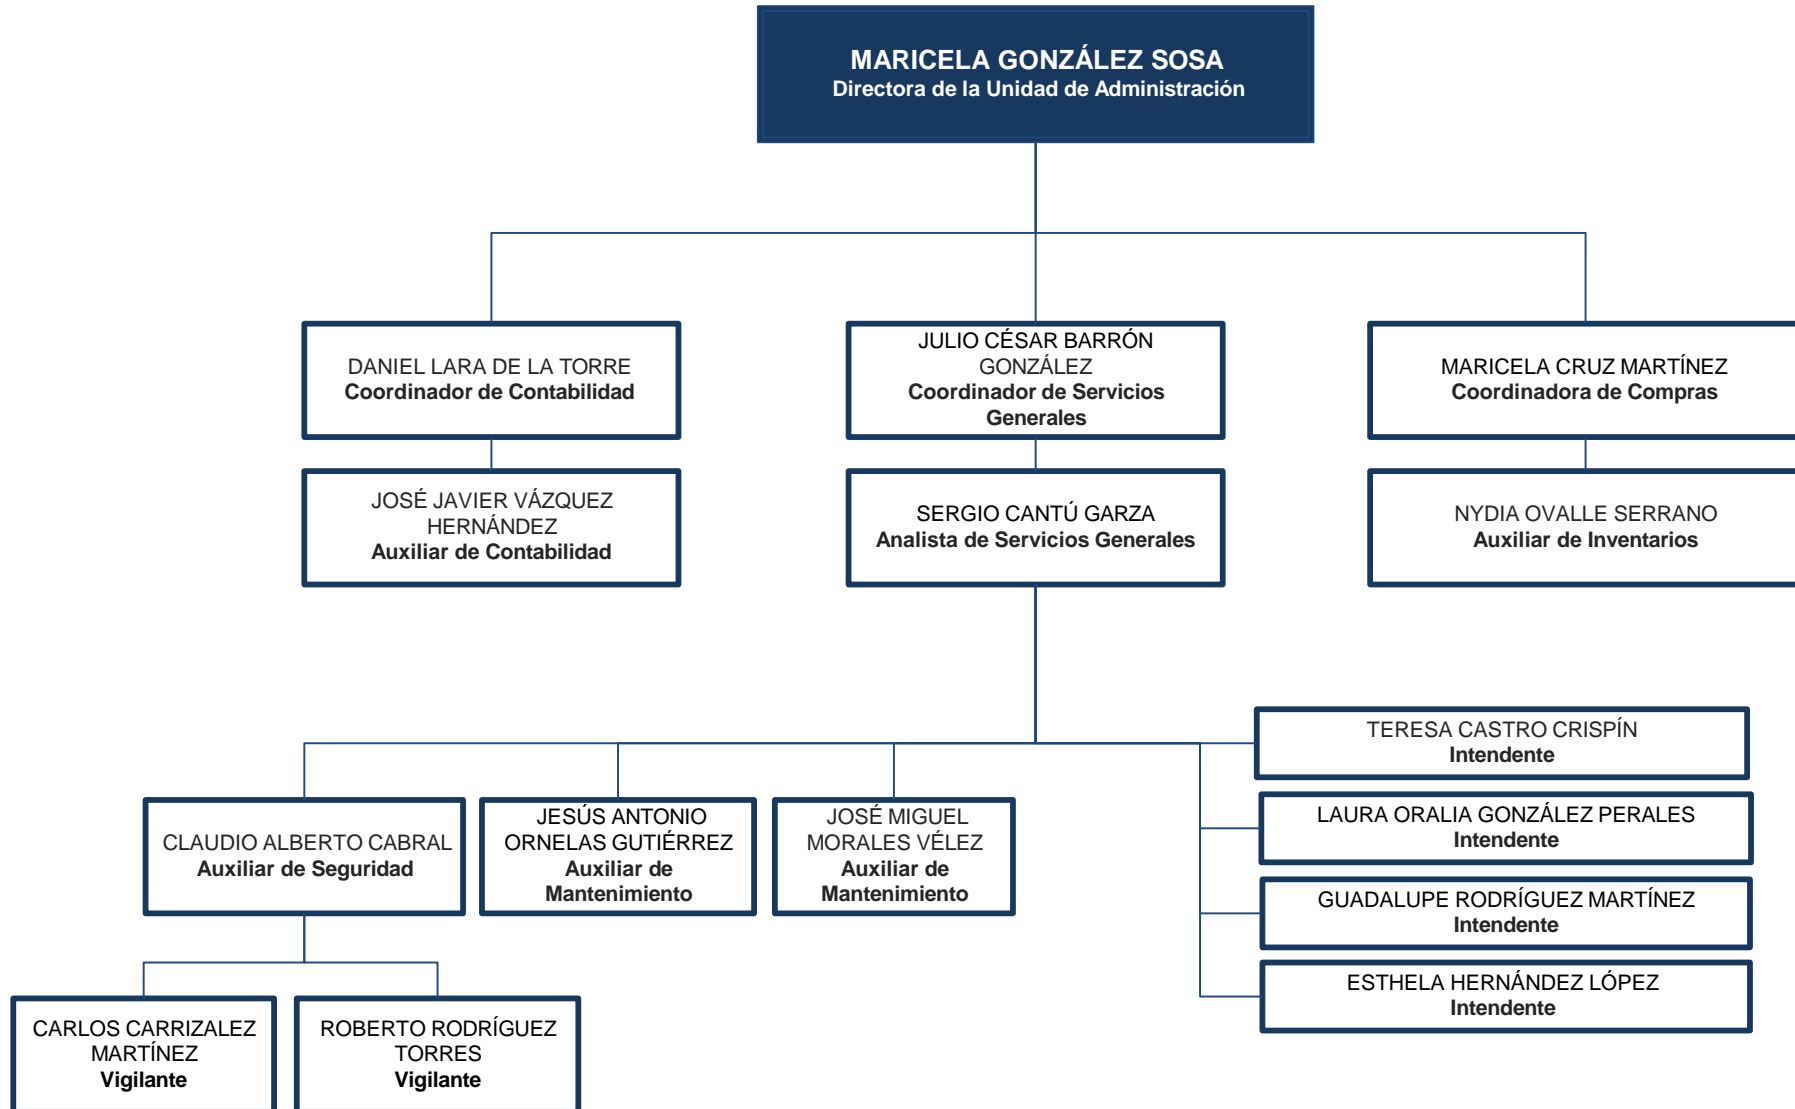 MARICELA GONZÁLEZ SOSA
Directora de la Unidad de Administración
DANIEL LARA DE LA TORRE
Coordinador de Contabilidad
JULIO CÉSAR BARRÓN
GONZÁLEZ
Coordinador de Servicios
Generales
MARICELA CRUZ MARTÍNEZ
Coordinadora de Compras
JOSÉ JAVIER VÁZQUEZ
HERNÁNDEZ
Auxiliar de Contabilidad
SERGIO CANTÚ GARZA
Analista de Servicios Generales
NYDIA OVALLE SERRANO
Auxiliar de Inventarios
CLAUDIO ALBERTO CABRAL
Auxiliar de Seguridad
JESÚS ANTONIO
ORNELAS GUTIÉRREZ
Auxiliar de
Mantenimiento
JOSÉ MIGUEL
MORALES VÉLEZ
Auxiliar de
Mantenimiento
TERESA CASTRO CRISPÍN
Intendente
LAURA ORALIA GONZÁLEZ PERALES
Intendente
GUADALUPE RODRÍGUEZ MARTÍNEZ
Intendente
ESTHELA HERNÁNDEZ LÓPEZ
Intendente
CARLOS CARRIZALEZ
MARTÍNEZ
Vigilante
ROBERTO RODRÍGUEZ
TORRES
Vigilante